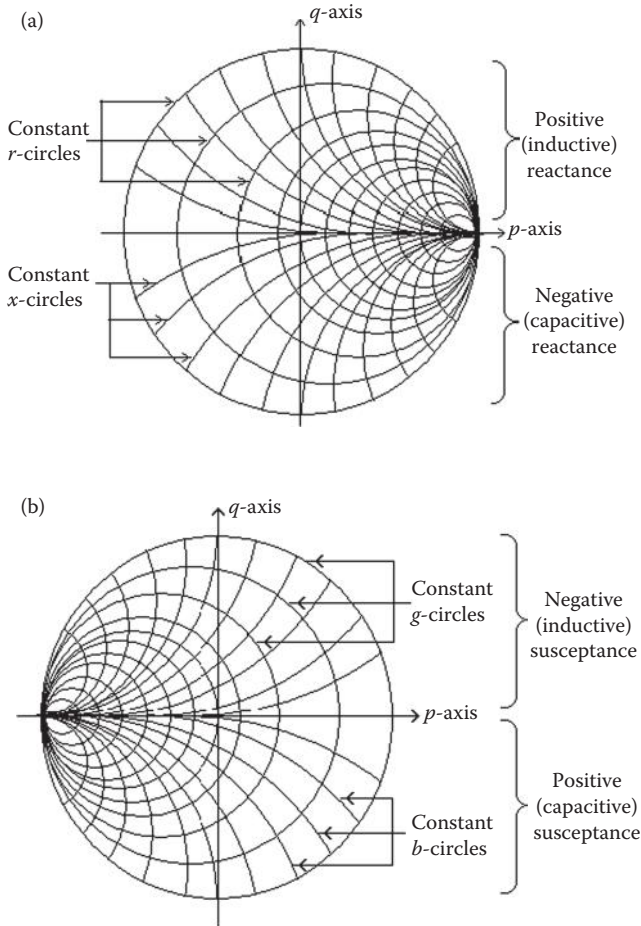 (a)
q-axis
Constant
r-circles
Positive
(inductive)
reactance
p-axis
Constant
x-circles
Negative
(capacitive)
reactance
(b)
q-axis
Constant
g-circles
Negative
(inductive)
susceptance
p-axis
Constant
b-circles
Positive
(capacitive)
susceptance